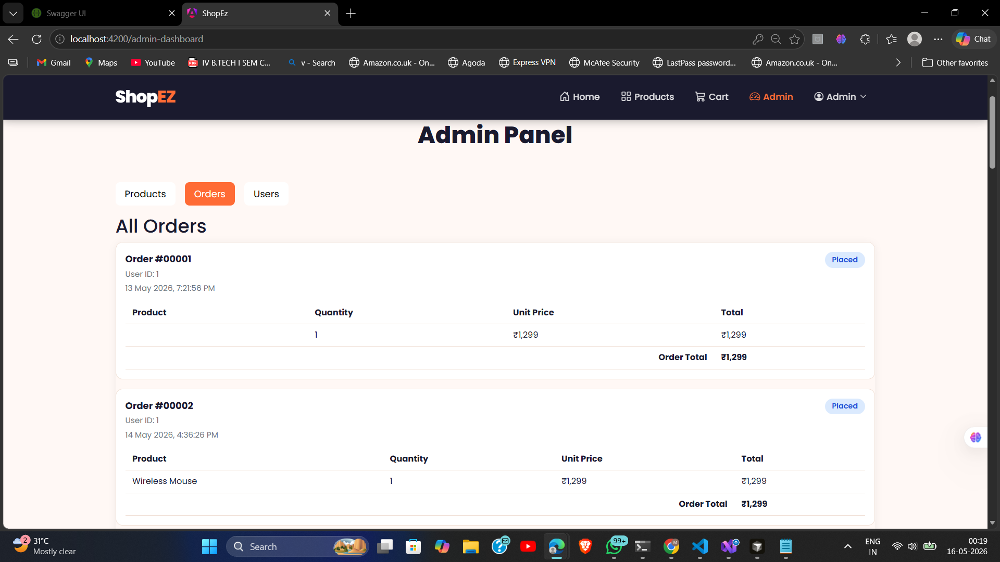 Swagger UI
ShopEz
localhost:4200/admin-dashboard
Chat
Gmail
Maps
YouTube
PDF
IV B.TECH I SEM C...
v - Search
Amazon.co.uk - On...
Agoda
Express VPN
McAfee Security
LastPass password...
Amazon.co.uk - On...
Other favorites
ShopEZ
Home
Products
Cart
Admin
Admin
Admin Panel
Products
Orders
Users
All Orders
Order #00001
Placed
User ID: 1
13 May 2026, 7:21:56 PM
Product Quantity Unit Price Total
1 ₹1,299 ₹1,299
Order Total ₹1,299
Order #00002
Placed
User ID: 1
14 May 2026, 4:36:26 PM
Product Quantity Unit Price Total
Wireless Mouse 1 ₹1,299 ₹1,299
Order Total ₹1,299
2
31°C
Mostly clear
Search
99+
M
ENG
IN
00:19
16-05-2026